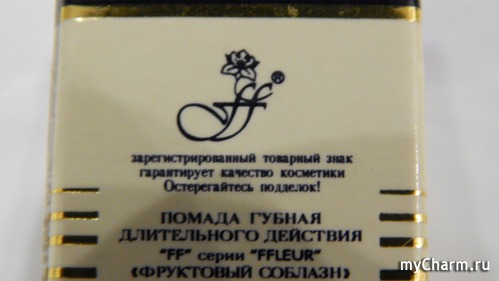 ff®
зарегистрированный товарный знак
гарантирует качество косметики
Остерегайтесь подделок!
ПОМАДА ГУБНАЯ
ДЛИТЕЛЬНОГО ДЕЙСТВИЯ
"FF" серии "FFLEUR"
«ФРУКТОВЫЙ СОБЛАЗН»
myCharm.ru